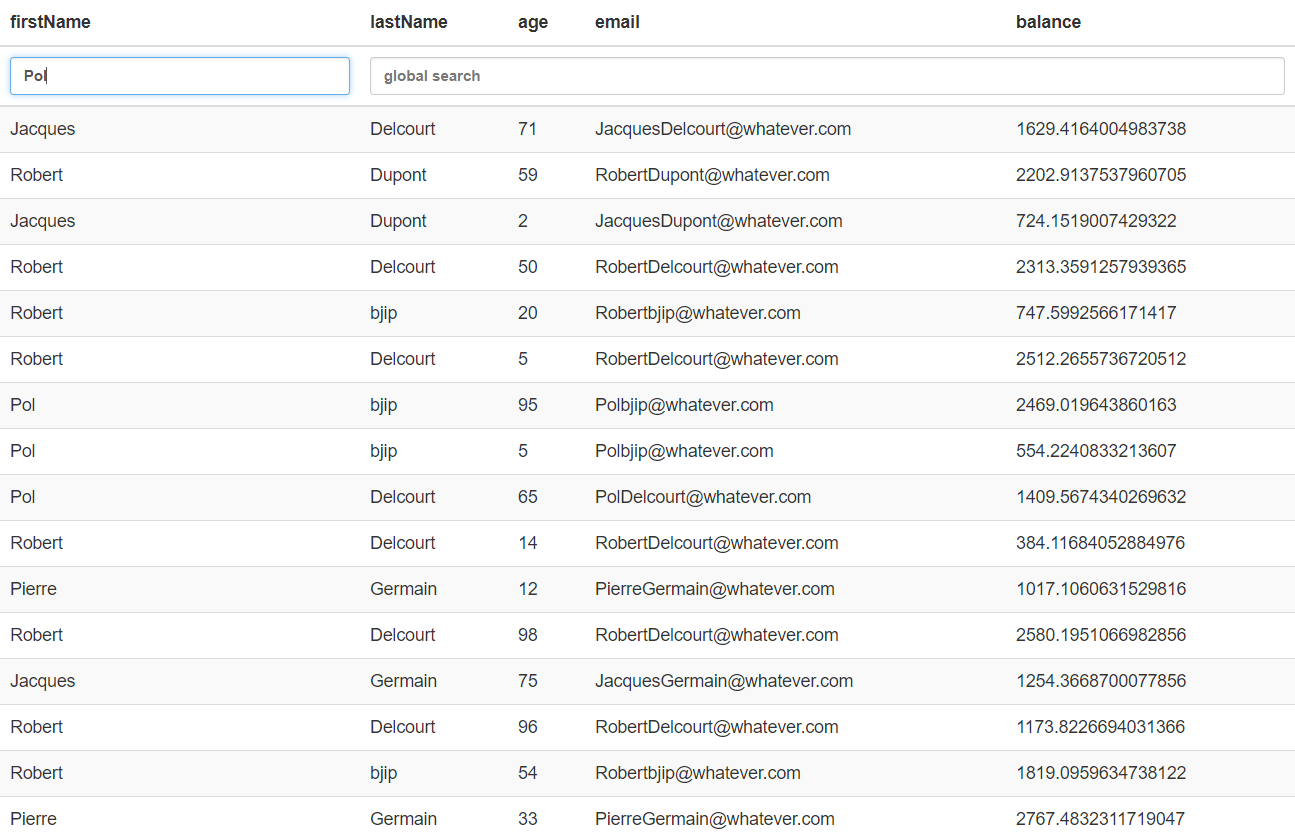 firstName lastName age email balance
Pol global search
Jacques Delcourt 71 JacquesDelcourt@whatever.com 1629.4164004983738
Robert Dupont 59 RobertDupont@whatever.com 2202.9137537960705
Jacques Dupont 2 JacquesDupont@whatever.com 724.1519007429322
Robert Delcourt 50 RobertDelcourt@whatever.com 2313.3591257939365
Robert bjip 20 Robertbjip@whatever.com 747.5992566171417
Robert Delcourt 5 RobertDelcourt@whatever.com 2512.2655736720512
Pol bjip 95 Polbjip@whatever.com 2469.019643860163
Pol bjip 5 Polbjip@whatever.com 554.2240833213607
Pol Delcourt 65 PolDelcourt@whatever.com 1409.5674340269632
Robert Delcourt 14 RobertDelcourt@whatever.com 384.11684052884976
Pierre Germain 12 PierreGermain@whatever.com 1017.1060631529816
Robert Delcourt 98 RobertDelcourt@whatever.com 2580.1951066982856
Jacques Germain 75 JacquesGermain@whatever.com 1254.3668700077856
Robert Delcourt 96 RobertDelcourt@whatever.com 1173.8226694031366
Robert bjip 54 Robertbjip@whatever.com 1819.0959634738122
Pierre Germain 33 PierreGermain@whatever.com 2767.4832311719047